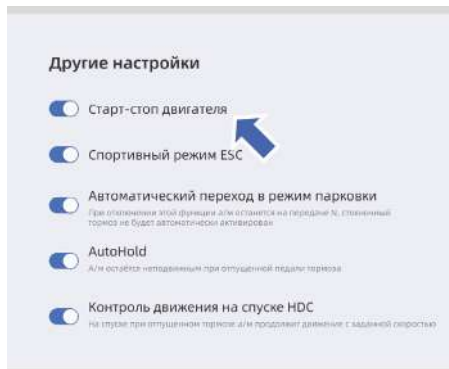 Другие настройки
Старт-стоп двигателя
Спортивный режим ESC
Автоматический переход в режим парковки
При отключении этой функции а/м останется на передаче N, стояночный
тормоз не будет автоматически активирован
AutoHold
А/м остаётся неподвижным при отпущенной педали тормоза
Контроль движения на спуске HDC
на спуске при отпущенном тормозе а/м продолжит движение с заданной скоростью